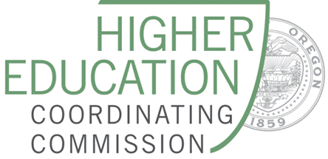 HIGHER
EDUCATION
COORDINATING
COMMISSION
OREGON
1859